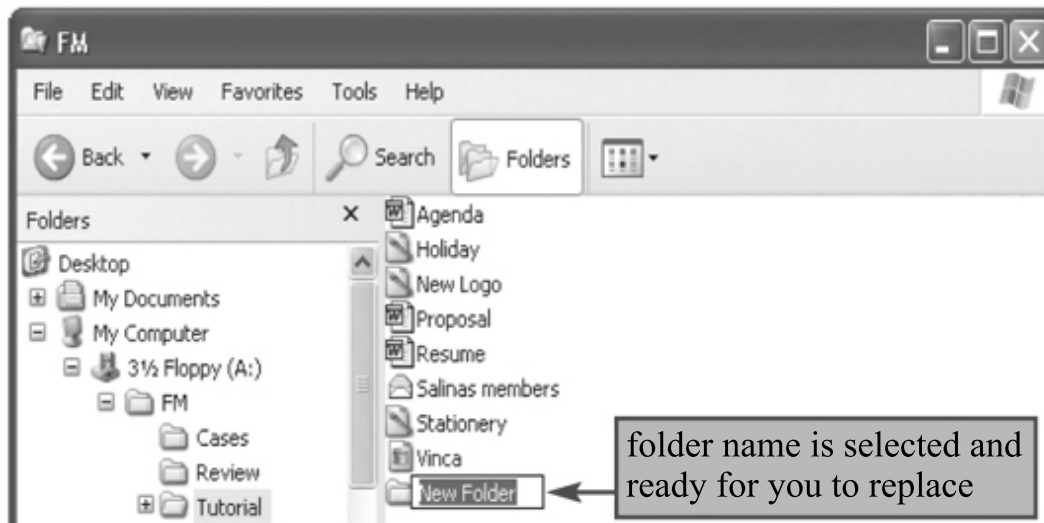 FM
File Edit View Favorites Tools Help
Back Search Folders
Folders
Desktop
My Documents
My Computer
3½ Floppy (A:)
FM
Cases
Review
Tutorial
Agenda
Holiday
New Logo
Proposal
Resume
Salinas members
Stationery
Vinca
New Folder
folder name is selected and
ready for you to replace